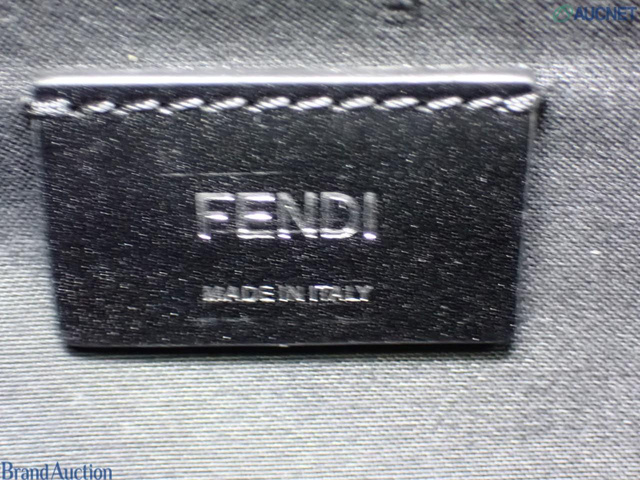 AUCNET
FENDI
MADE IN ITALY
Brand Auction